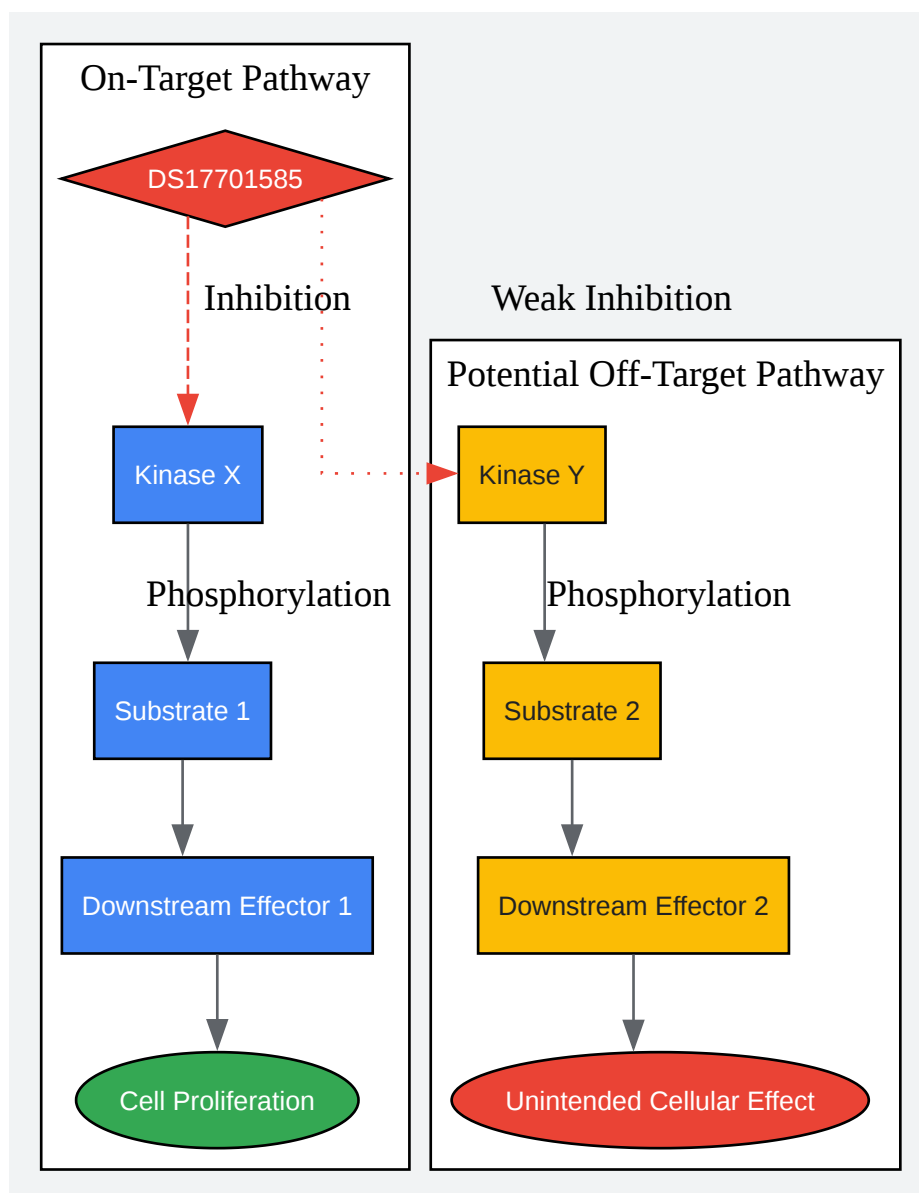 On-Target Pathway
DS17701585
Inhibition
Weak Inhibition
Potential Off-Target Pathway
Kinase X
Kinase Y
Phosphorylation
Phosphorylation
Substrate 1
Substrate 2
Downstream Effector 1
Downstream Effector 2
Cell Proliferation
Unintended Cellular Effect